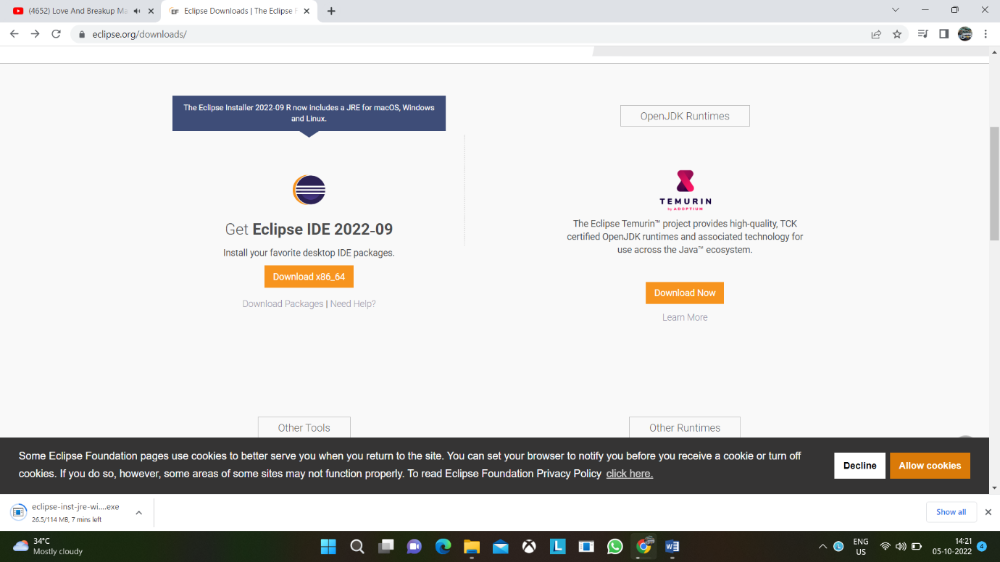 (4652) Love And Breakup Ma
EF Eclipse Downloads | The Eclipse F
eclipse.org/downloads/
The Eclipse Installer 2022-09 R now includes a JRE for macOS, Windows
and Linux.
OpenJDK Runtimes
Get Eclipse IDE 2022-09
Install your favorite desktop IDE packages.
Download x86_64
Download Packages | Need Help?
TEMURIN
by ADOPTIUM
The Eclipse Temurin™ project provides high-quality, TCK
certified OpenJDK runtimes and associated technology for
use across the Java™ ecosystem.
Download Now
Learn More
Other Tools
Other Runtimes
Some Eclipse Foundation pages use cookies to better serve you when you return to the site. You can set your browser to notify you before you receive a cookie or turn off
cookies. If you do so, however, some areas of some sites may not function properly. To read Eclipse Foundation Privacy Policy click here.
Decline
Allow cookies
eclipse-inst-jre-wi....exe
26.5/114 MB, 7 mins left
Show all
34°C
Mostly cloudy
L
L
ENG
US
14:21
05-10-2022
4